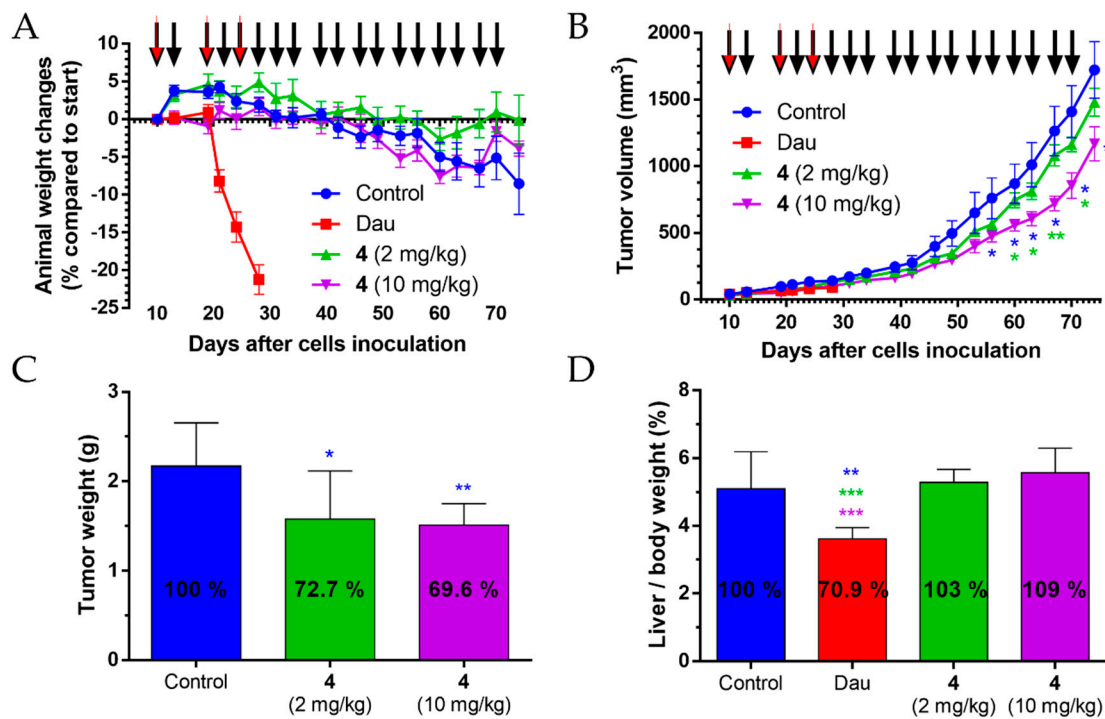 A
Animal weight changes
(% compared to start)
10
5
0
-5
-10
-15
-20
-25
Control
Dau
4 (2 mg/kg)
4 (10 mg/kg)
10 20 30 40 50 60 70
Days after cells inoculation
B
Tumor volume (mm3)
2000
1500
1000
500
0
Control
Dau
4 (2 mg/kg)
4 (10 mg/kg)
* * * * *
* * ** *
10 20 30 40 50 60 70
Days after cells inoculation
C
Tumor weight (g)
3
2
1
0
* **
100 % 72.7 % 69.6 %
Control 4 4
(2 mg/kg) (10 mg/kg)
D
Liver / body weight (%)
8
6
4
2
0
**
***
***
100 % 70.9 % 103 % 109 %
Control Dau 4 4
(2 mg/kg) (10 mg/kg)